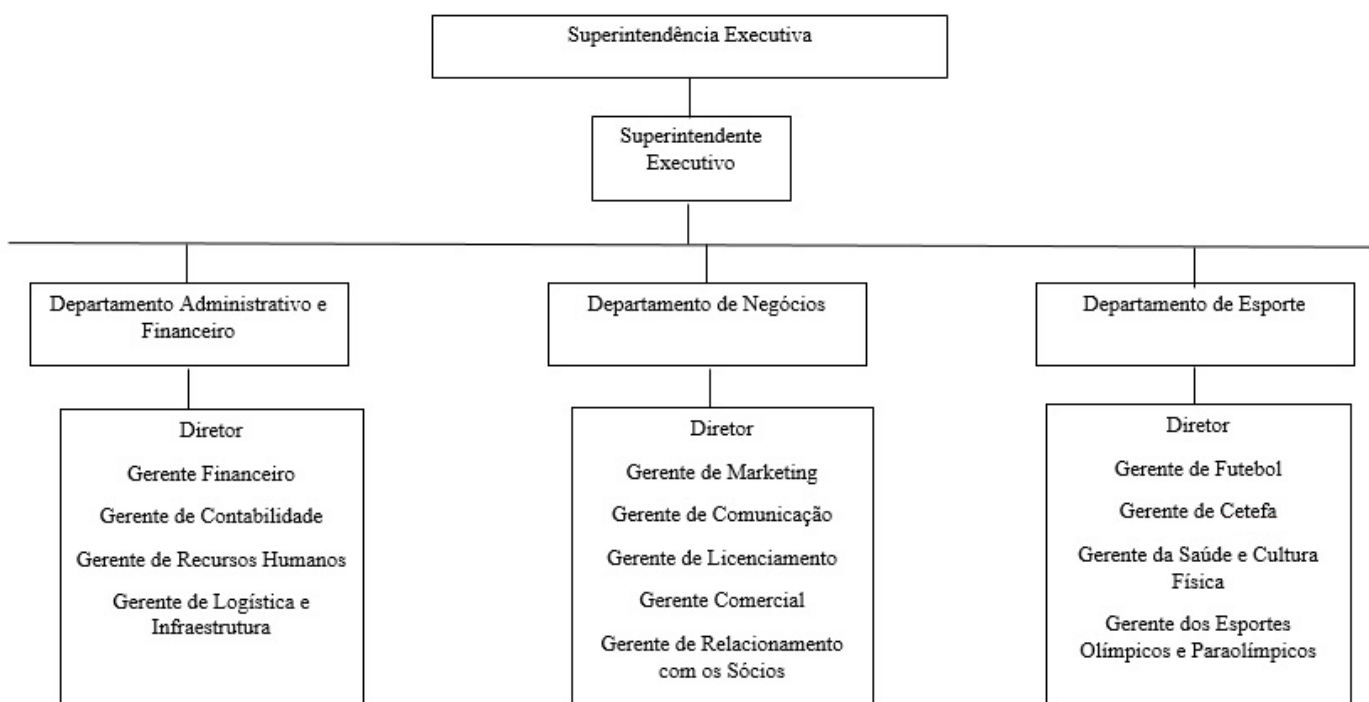 Superintendência Executiva
Superintendente
Executivo
Departamento Administrativo e
Financeiro
Departamento de Negócios
Departamento de Esporte
Diretor
Gerente Financeiro
Gerente de Contabilidade
Gerente de Recursos Humanos
Gerente de Logística e
Infraestrutura
Diretor
Gerente de Marketing
Gerente de Comunicação
Gerente de Licenciamento
Gerente Comercial
Gerente de Relacionamento
com os Sócios
Diretor
Gerente de Futebol
Gerente de Cetefa
Gerente da Saúde e Cultura
Física
Gerente dos Esportes
Olímpicos e Paraolímpicos